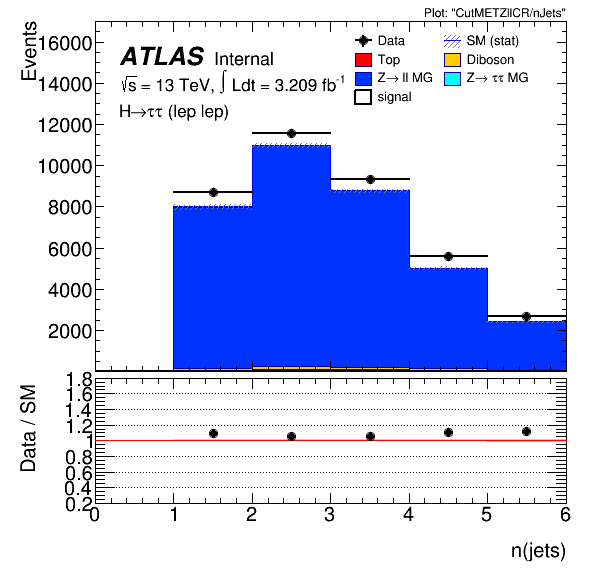 Plot: "CutMETZllCR/nJets"
Events
16000
14000
12000
10000
8000
6000
4000
2000
ATLAS Internal
√s = 13 TeV, ∫ Ldt = 3.209 fb⁻¹
H→ττ (lep lep)
Data
SM (stat)
Top
Diboson
Z→ ll MG
Z→ ττ MG
signal
Data / SM
1.8
1.6
1.4
1.2
1
0.8
0.6
0.4
0.2
0 1 2 3 4 5 6
n(jets)